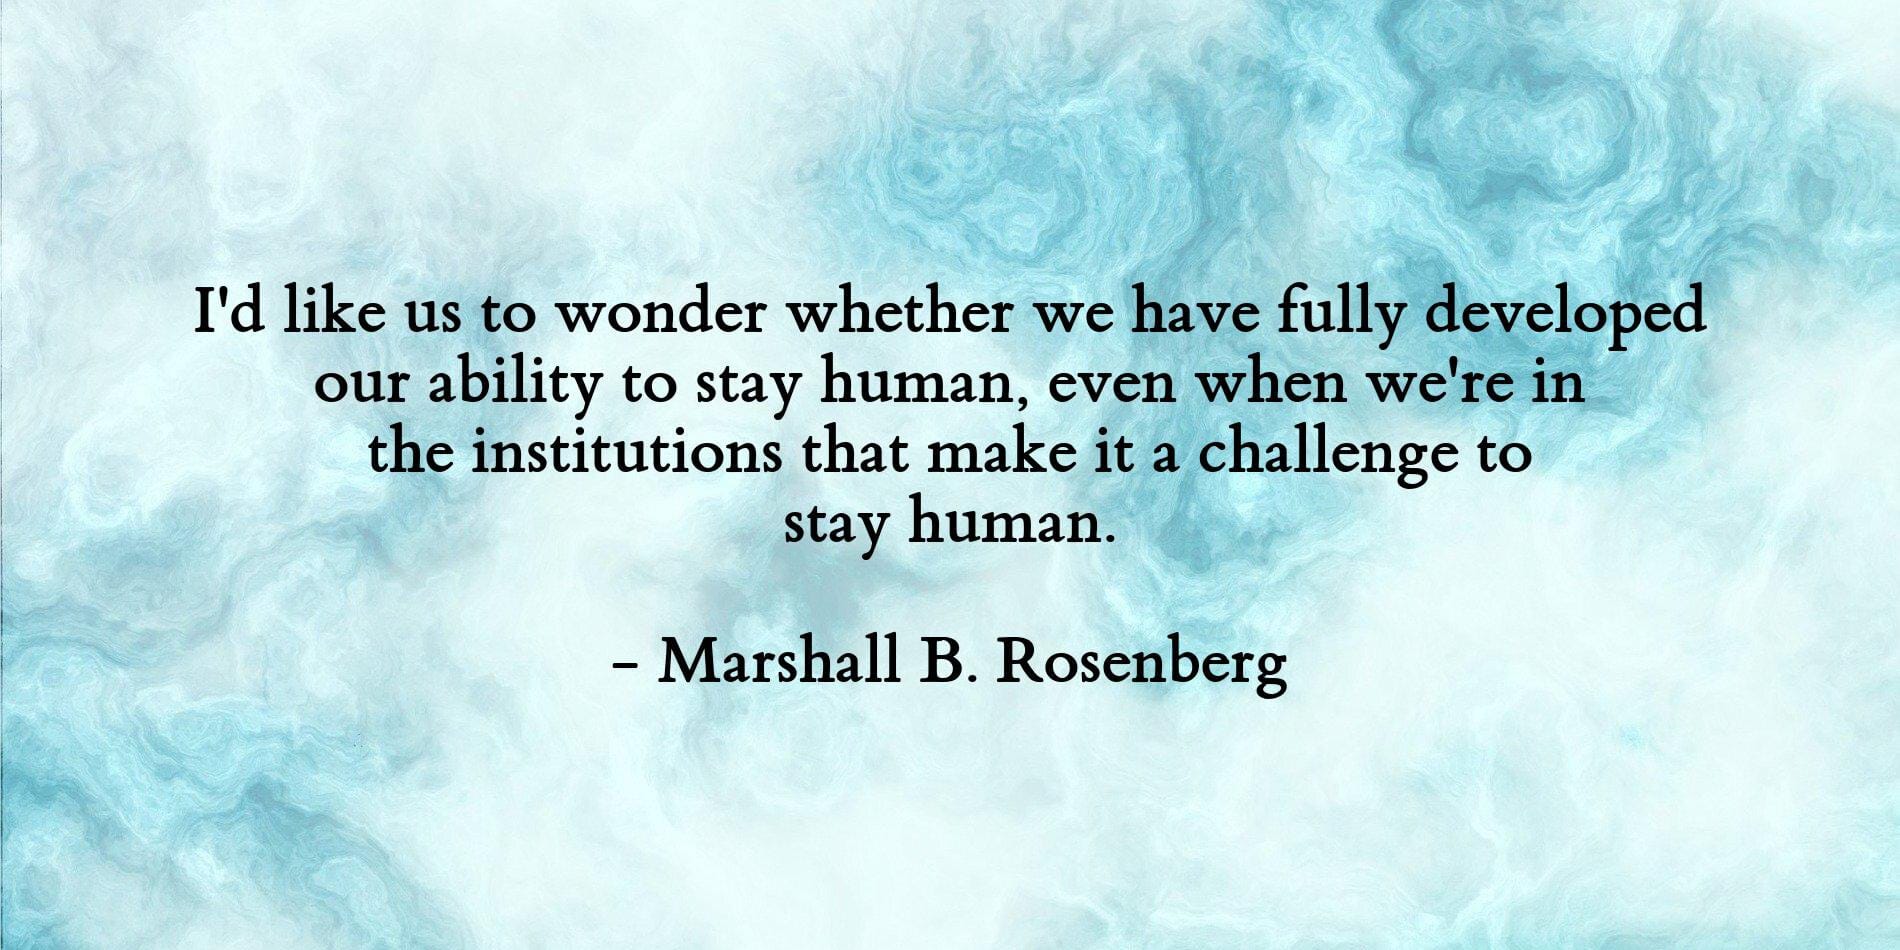 I'd like us to wonder whether we have fully developed
our ability to stay human, even when we're in
the institutions that make it a challenge to
stay human.
- Marshall B. Rosenberg